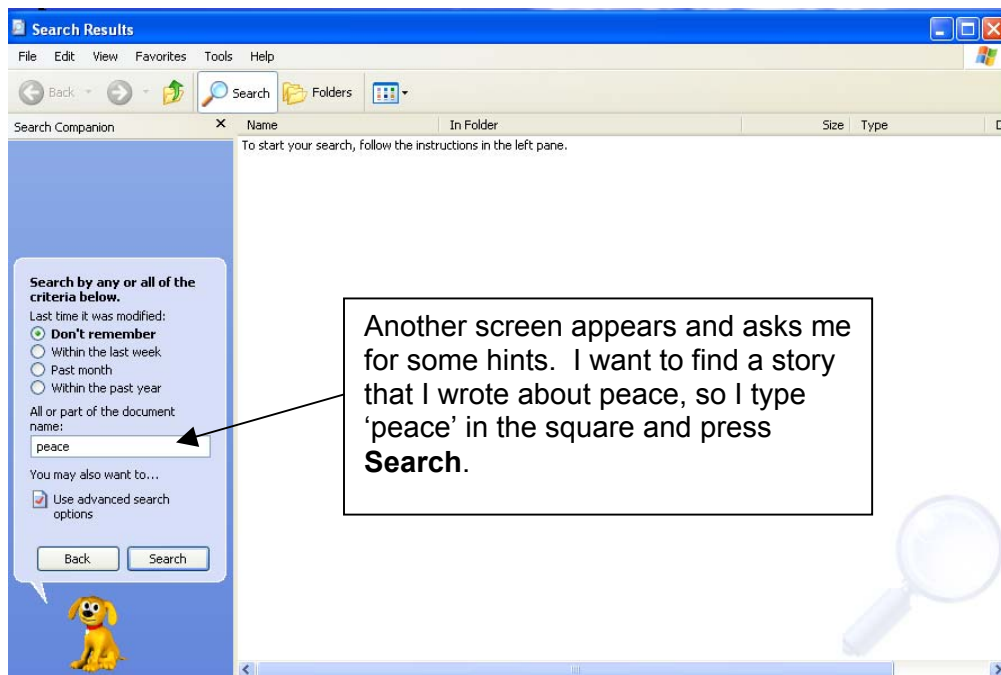 Search Results
File Edit View Favorites Tools Help
Back Search Folders
Search Companion Name In Folder Size Type
To start your search, follow the instructions in the left pane.
Search by any or all of the
criteria below.
Last time it was modified:
Don't remember
Within the last week
Past month
Within the past year
All or part of the document
name:
peace
You may also want to...
Use advanced search
options
Back Search
Another screen appears and asks me
for some hints. I want to find a story
that I wrote about peace, so I type
‘peace’ in the square and press
Search.